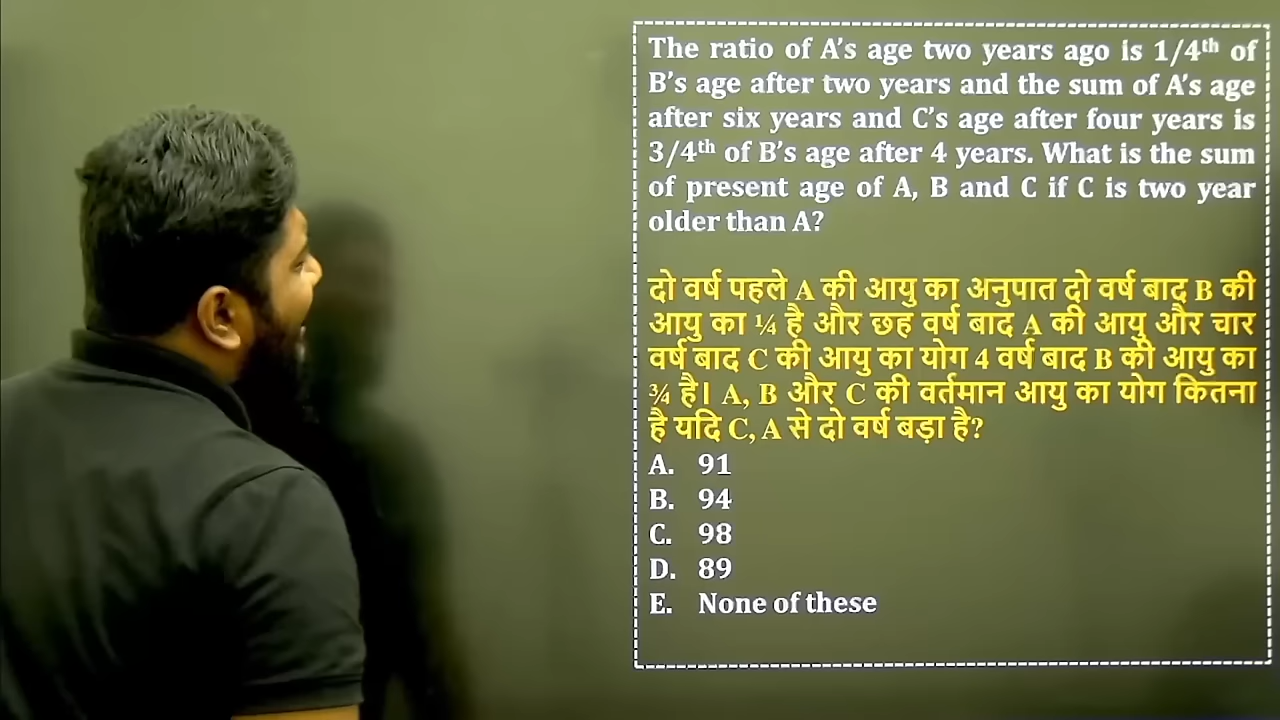 The ratio of A’s age two years ago is 1/4th of
B’s age after two years and the sum of A’s age
after six years and C’s age after four years is
3/4th of B’s age after 4 years. What is the sum
of present age of A, B and C if C is two year
older than A?
दो वर्ष पहले A की आयु का अनुपात दो वर्ष बाद B की
आयु का ¼ है और छह वर्ष बाद A की आयु और चार
वर्ष बाद C की आयु का योग 4 वर्ष बाद B की आयु का
¾ है। A, B और C की वर्तमान आयु का योग कितना
है यदि C, A से दो वर्ष बड़ा है?
A. 91
B. 94
C. 98
D. 89
E. None of these